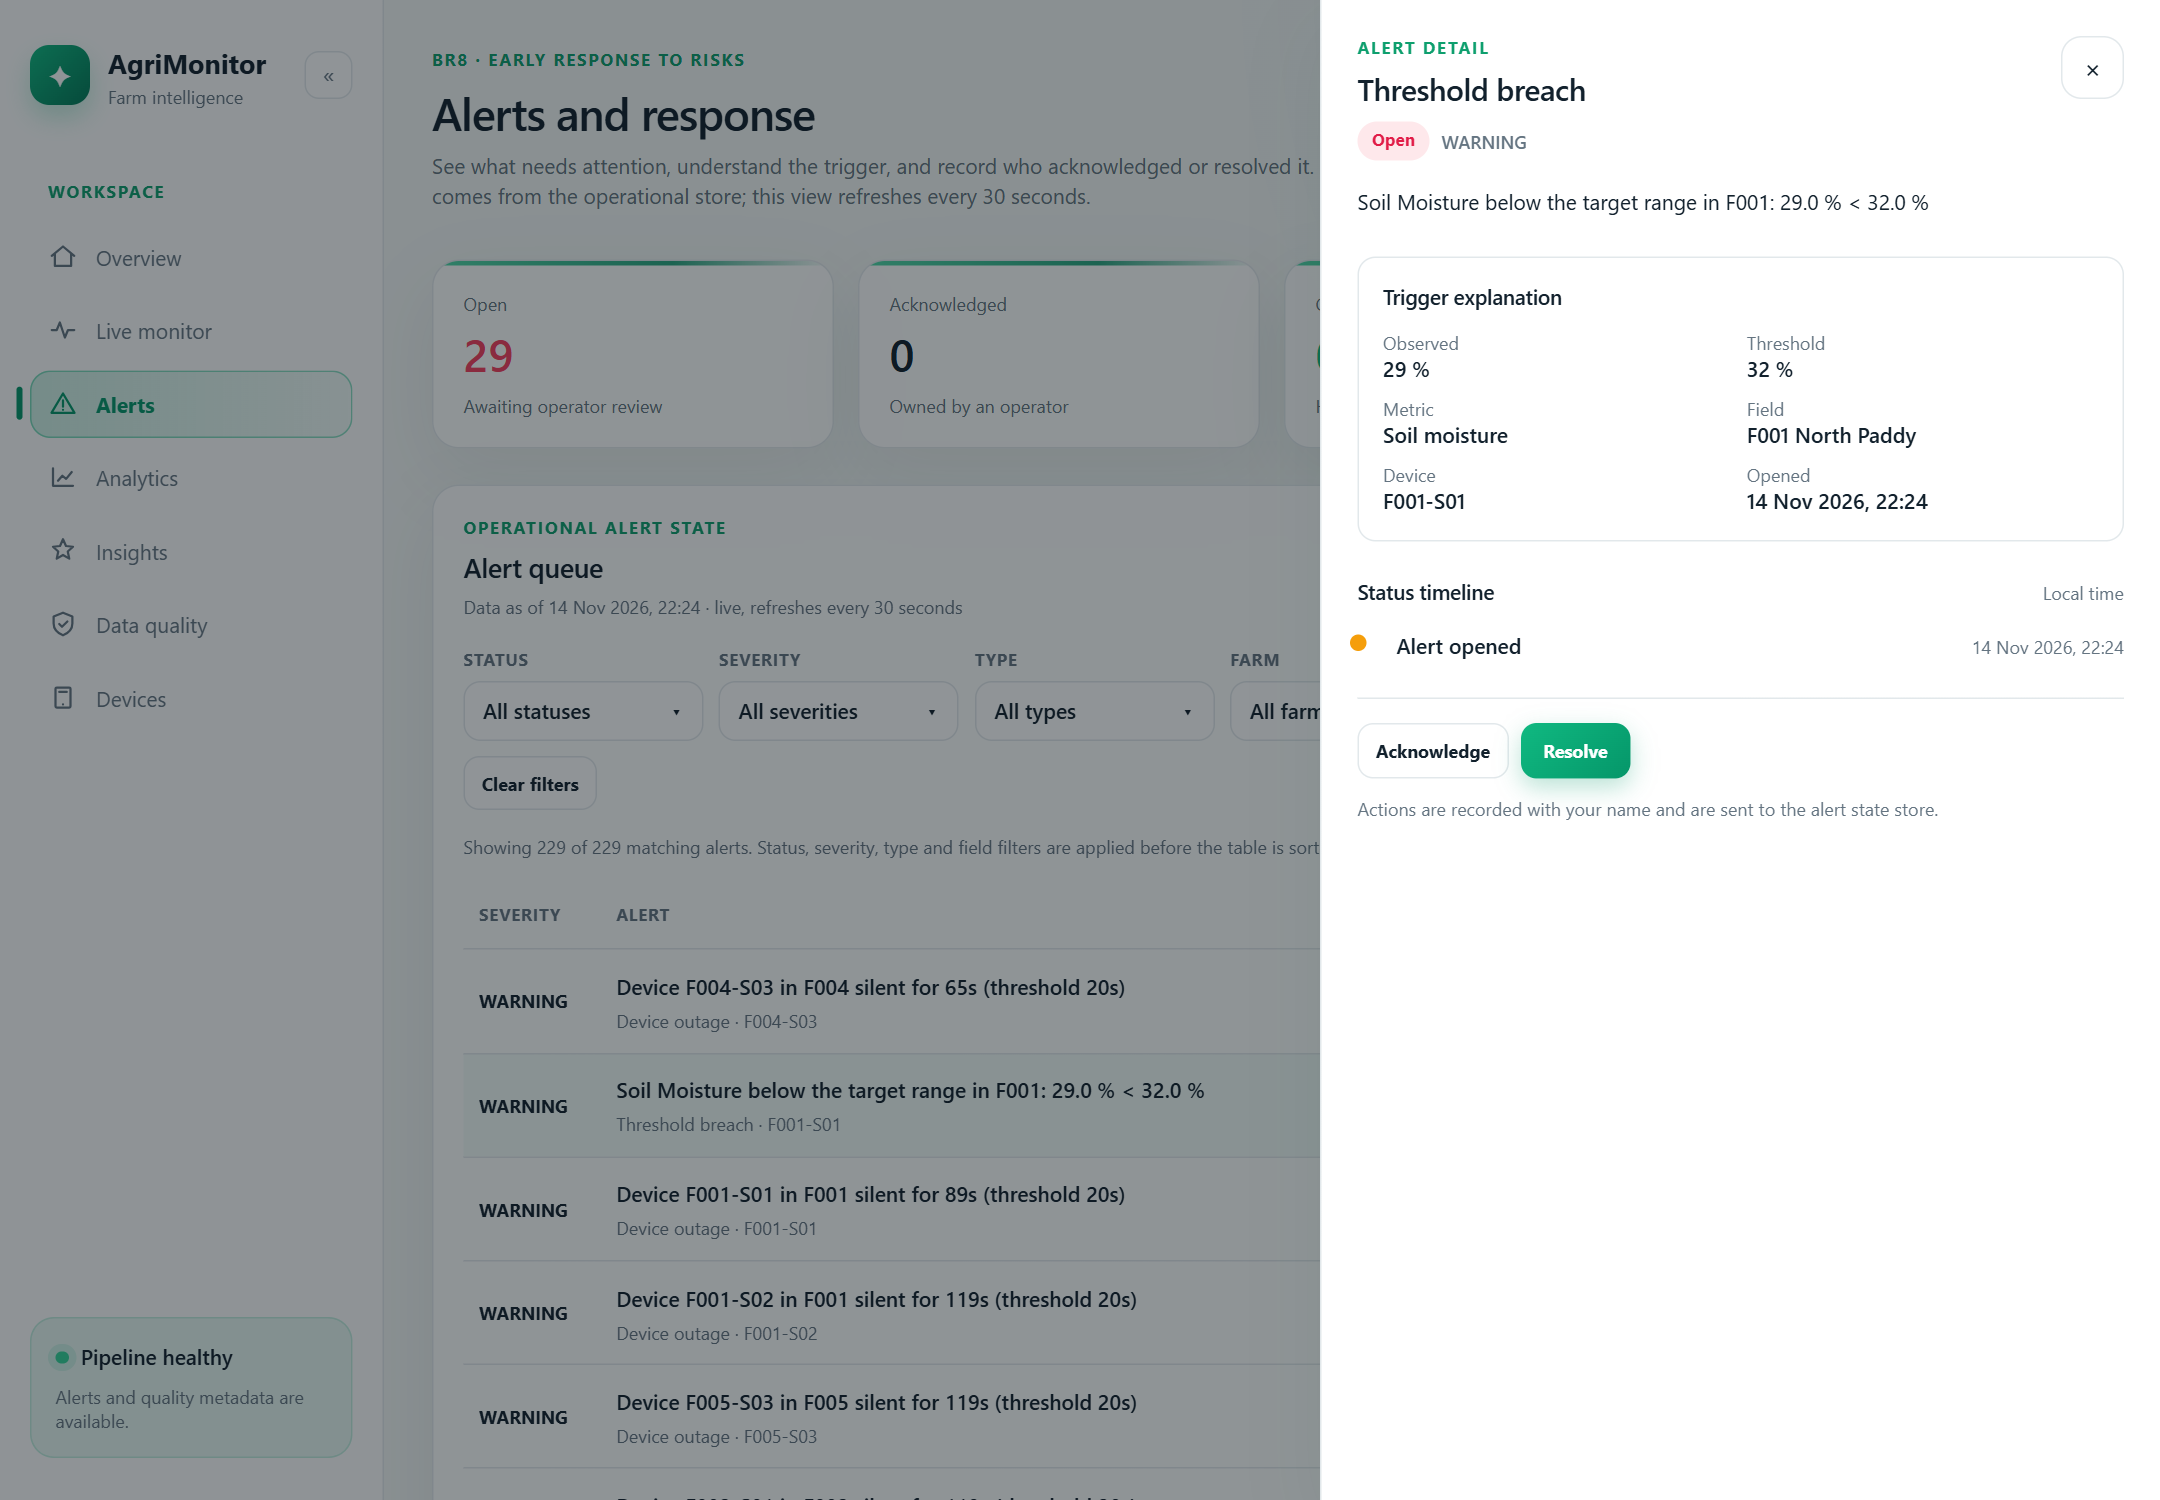 AgriMonitor
Farm intelligence
«
WORKSPACE
Overview
Live monitor
Alerts
Analytics
Insights
Data quality
Devices
Pipeline healthy
Alerts and quality metadata are
available.
BR8 · EARLY RESPONSE TO RISKS
Alerts and response
See what needs attention, understand the trigger, and record who acknowledged or resolved it.
comes from the operational store; this view refreshes every 30 seconds.
Open
29
Awaiting operator review
Acknowledged
0
Owned by an operator
OPERATIONAL ALERT STATE
Alert queue
Data as of 14 Nov 2026, 22:24 · live, refreshes every 30 seconds
STATUS SEVERITY TYPE FARM
All statuses All severities All types All farm
Clear filters
Showing 229 of 229 matching alerts. Status, severity, type and field filters are applied before the table is sort
SEVERITY ALERT
WARNING
Device F004-S03 in F004 silent for 65s (threshold 20s)
Device outage · F004-S03
WARNING
Soil Moisture below the target range in F001: 29.0 % < 32.0 %
Threshold breach · F001-S01
WARNING
Device F001-S01 in F001 silent for 89s (threshold 20s)
Device outage · F001-S01
WARNING
Device F001-S02 in F001 silent for 119s (threshold 20s)
Device outage · F001-S02
WARNING
Device F005-S03 in F005 silent for 119s (threshold 20s)
Device outage · F005-S03
ALERT DETAIL
×
Threshold breach
Open WARNING
Soil Moisture below the target range in F001: 29.0 % < 32.0 %
Trigger explanation
Observed Threshold
29 % 32 %
Metric Field
Soil moisture F001 North Paddy
Device Opened
F001-S01 14 Nov 2026, 22:24
Status timeline Local time
Alert opened 14 Nov 2026, 22:24
Acknowledge Resolve
Actions are recorded with your name and are sent to the alert state store.